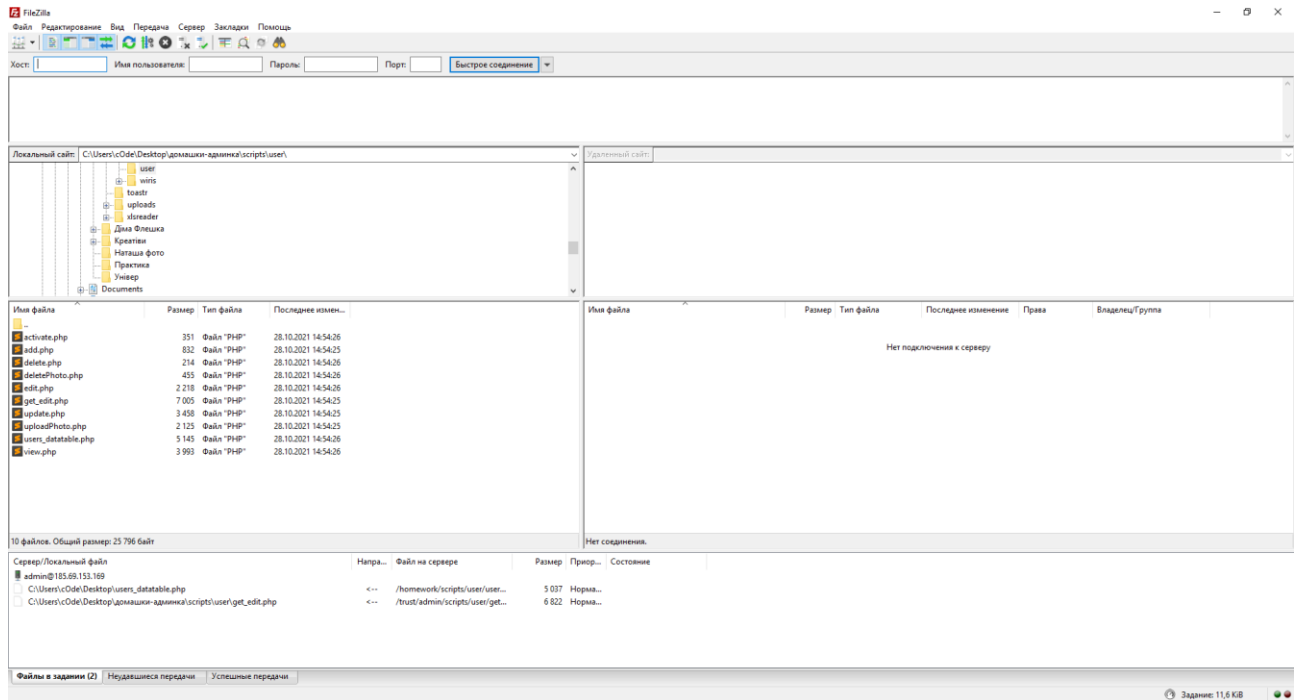 FileZilla
Файл Редактирование Вид Передача Сервер Закладки Помощь
Хост: Имя пользователя: Пароль: Порт: Быстрое соединение
Локальный сайт: C:\Users\cOde\Desktop\домашки-админка\scripts\user\
Удаленный сайт:
user
wiris
toastr
uploads
xlsreader
Діма Флешка
Креативи
Наташа фото
Практика
Універ
Documents
Имя файла Размер Тип файла Последнее измен...
..
activate.php 351 Файл "PHP" 28.10.2021 14:54:26
add.php 832 Файл "PHP" 28.10.2021 14:54:25
delete.php 214 Файл "PHP" 28.10.2021 14:54:26
deletePhoto.php 455 Файл "PHP" 28.10.2021 14:54:26
edit.php 2 218 Файл "PHP" 28.10.2021 14:54:26
get_edit.php 7 005 Файл "PHP" 28.10.2021 14:54:25
update.php 3 458 Файл "PHP" 28.10.2021 14:54:25
uploadPhoto.php 2 125 Файл "PHP" 28.10.2021 14:54:25
users_datatable.php 5 145 Файл "PHP" 28.10.2021 14:54:26
view.php 3 993 Файл "PHP" 28.10.2021 14:54:26
10 файлов. Общий размер: 25 796 байт
Имя файла Размер Тип файла Последнее изменение Права Владелец/Группа
Нет подключения к серверу
Нет соединения.
Сервер/Локальный файл Напра... Файл на сервере Размер Приор... Состояние
admin@185.69.153.169
C:\Users\cOde\Desktop\users_datatable.php <-- /homework/scripts/user/user... 5 037 Норма...
C:\Users\cOde\Desktop\домашки-админка\scripts\user\get_edit.php <-- /trust/admin/scripts/user/get... 6 822 Норма...
Файлы в задании (2) Неудавшиеся передачи Успешные передачи
Задание: 11,6 KiB